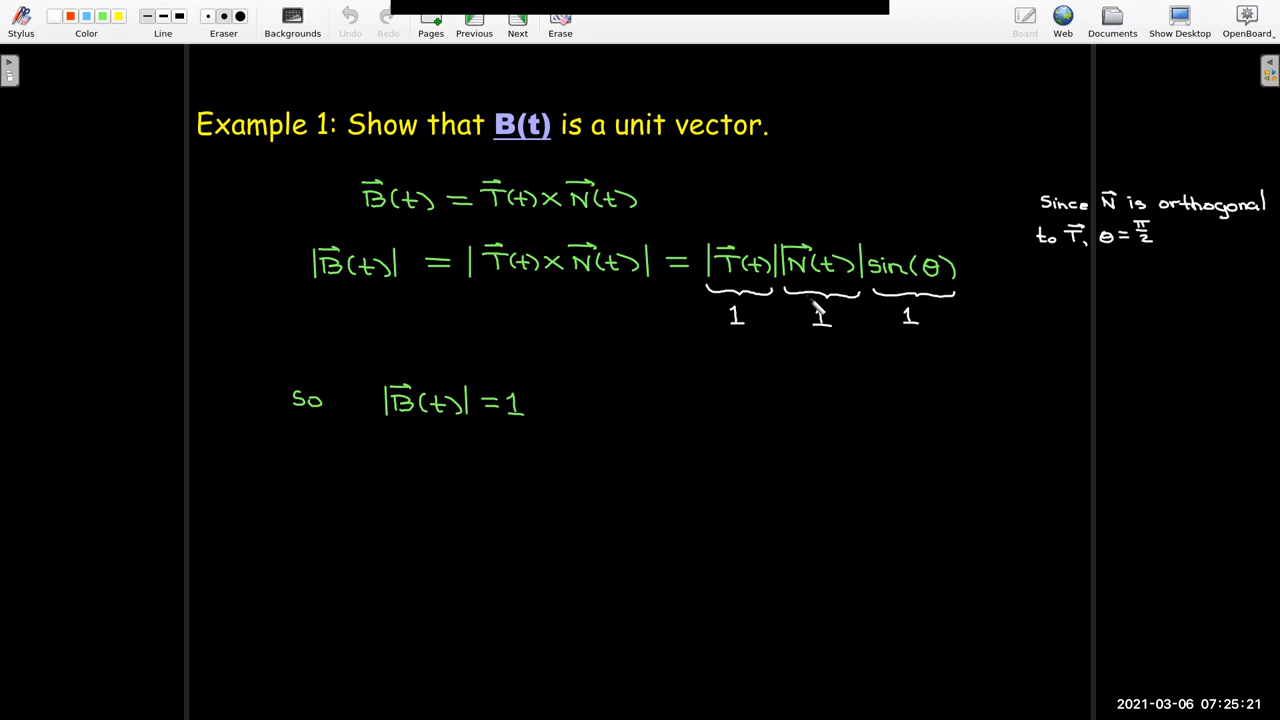 Stylus Color Line Eraser Backgrounds Undo Redo Pages Previous Next Erase Board Web Documents Show Desktop OpenBoard
Example 1: Show that B(t) is a unit vector.
B⃗(t) = T⃗(t) × N⃗(t)
Since N⃗ is orthogonal
to T⃗, θ = π/2
|B⃗(t)| = |T⃗(t) × N⃗(t)| = |T⃗(t)||N⃗(t)|sin(θ)
1 1 1
So |B⃗(t)| = 1
2021-03-06 07:25:21